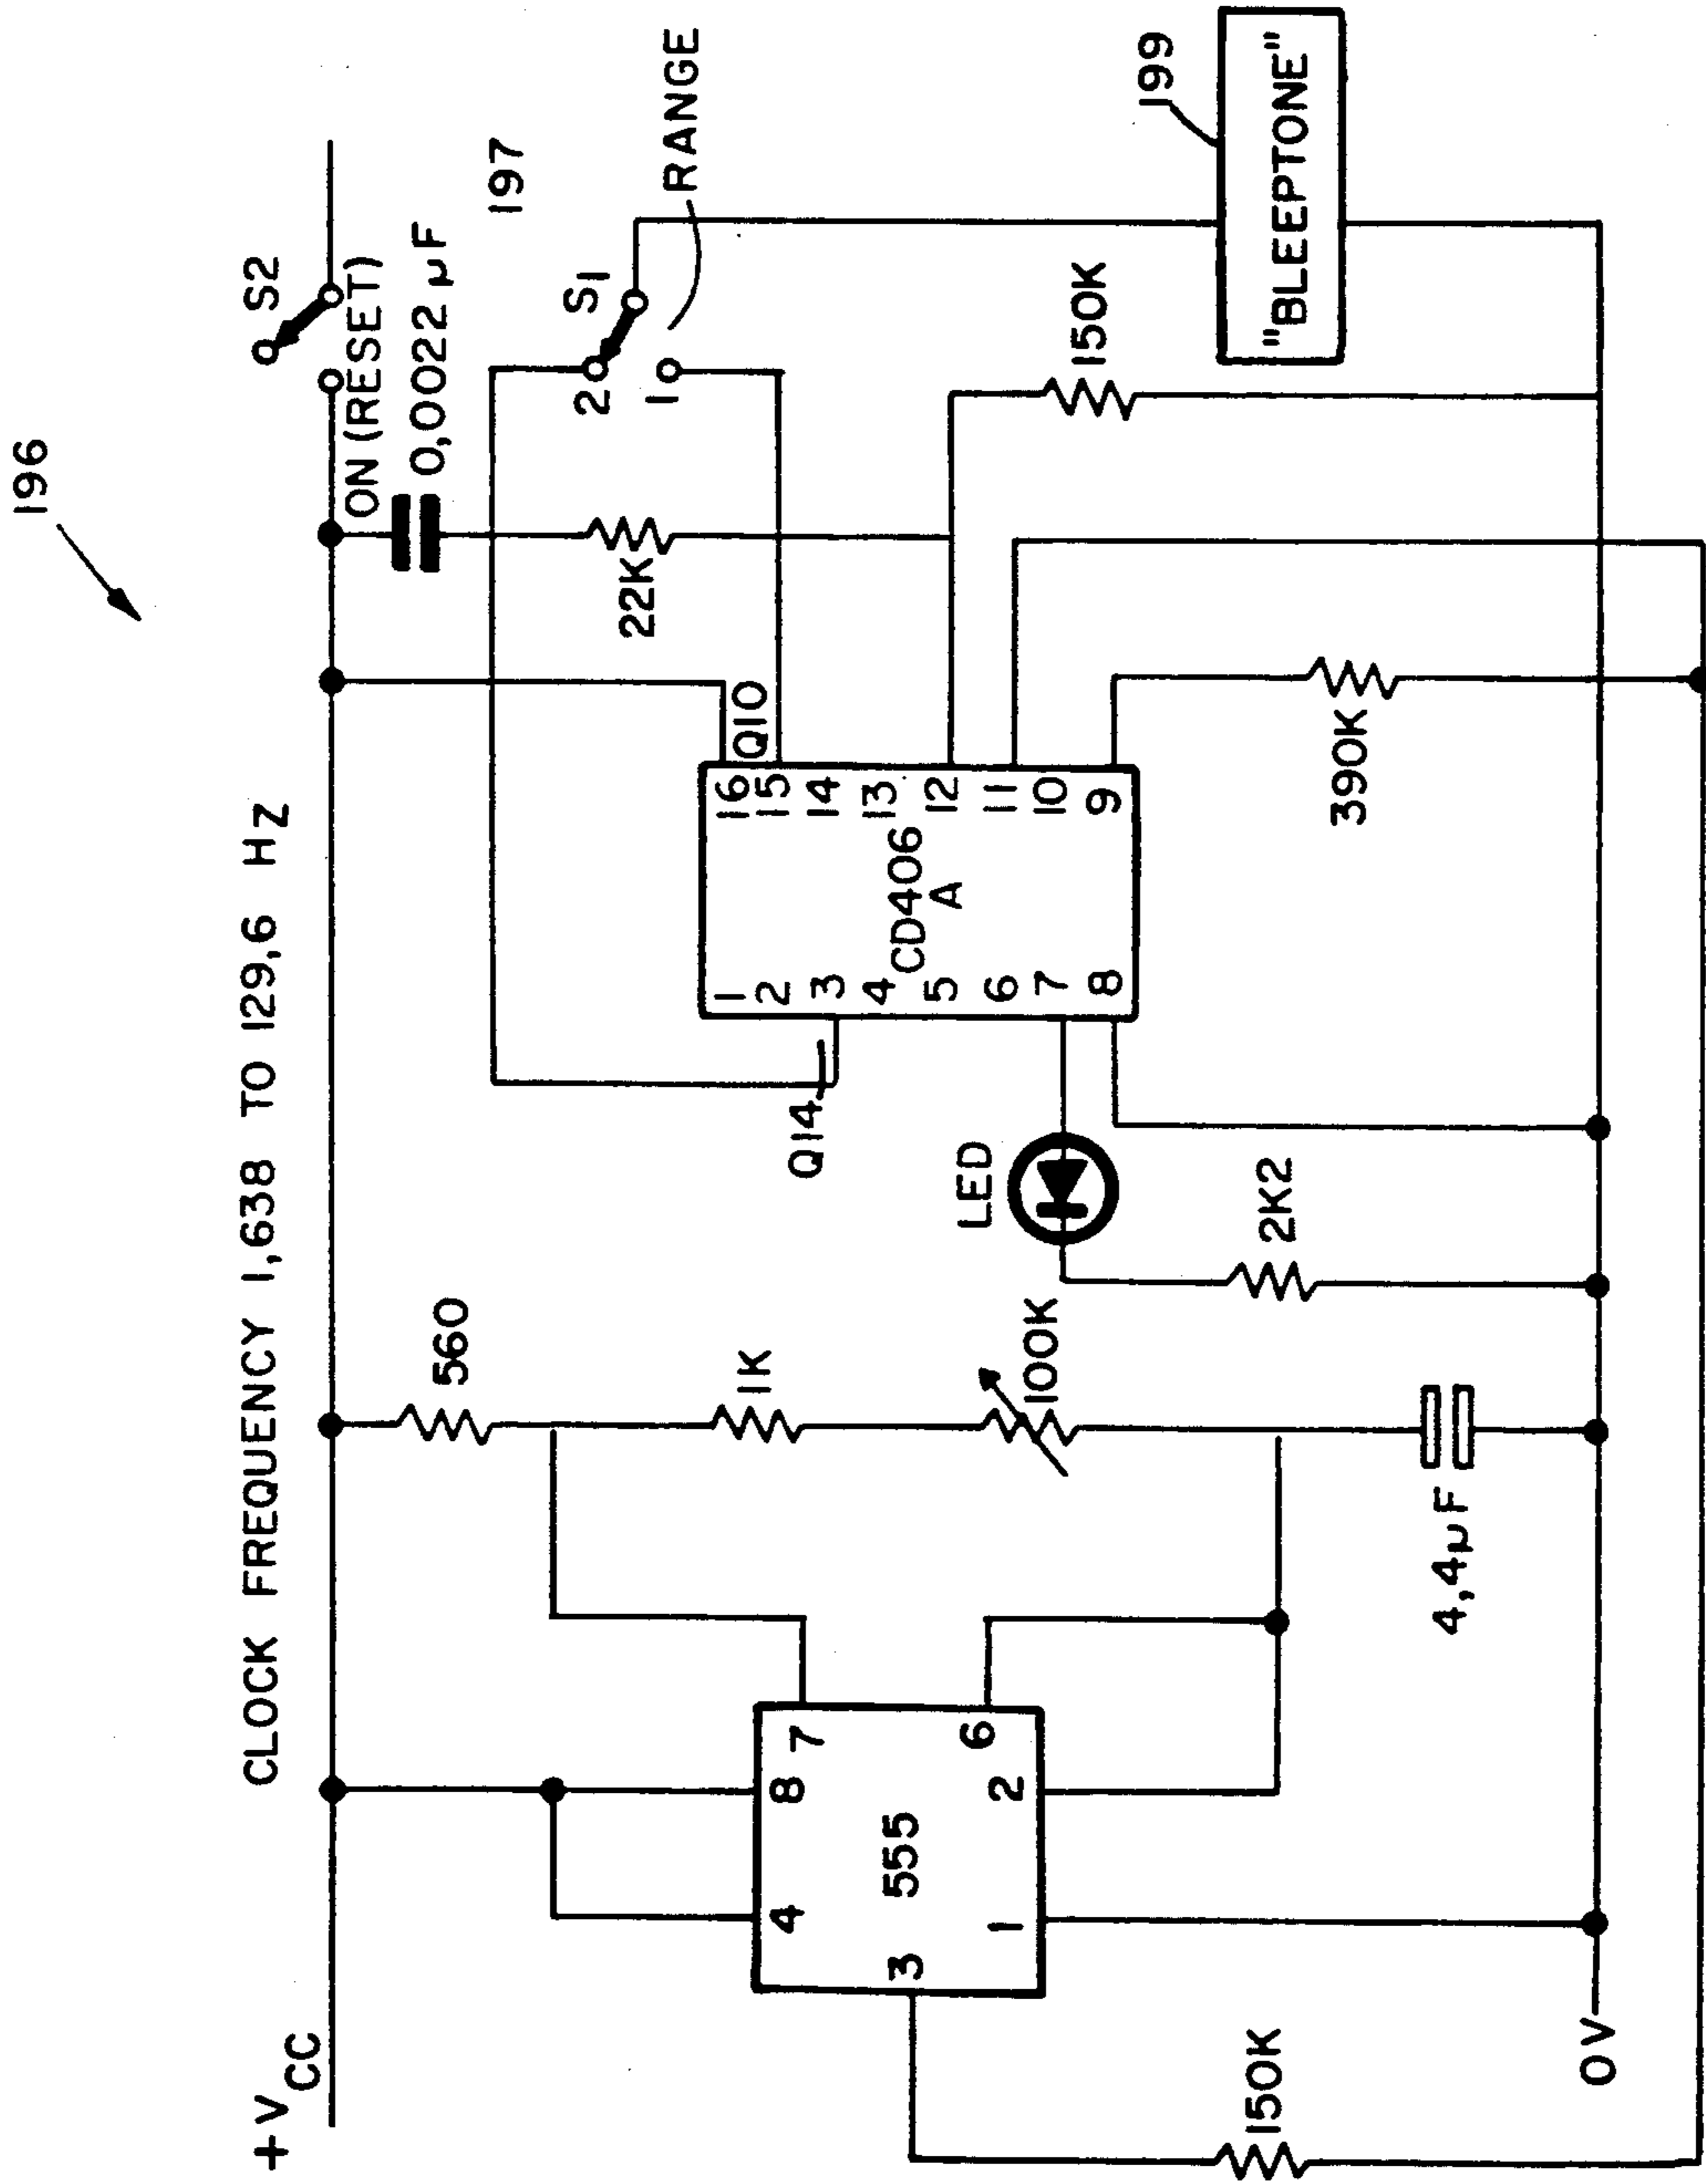 196
CLOCK FREQUENCY 1,638 TO 129,6 HZ
+VCC
S2
ON (RESET)
0,0022 µF
197
560
22K
2
S1
1
RANGE
1K
Q10
Q14
4
8
7
3
555
1
2
6
1
2
3
4
5
6
7
8
CD406
A
16
15
14
13
12
11
10
9
LED
100K
150K
199
"BLEEPTONE"
150K
2K2
390K
4,4µF
0V